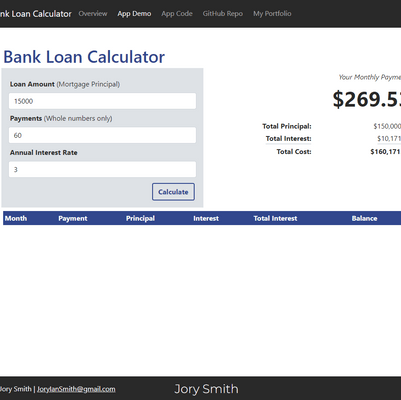 nk Loan Calculator Overview App Demo App Code GitHub Repo My Portfolio
Bank Loan Calculator
Loan Amount (Mortgage Principal)
15000
Payments (Whole numbers only)
60
Annual Interest Rate
3
Calculate
Your Monthly Payme
$269.53
Total Principal: $150,000
Total Interest: $10,171
Total Cost: $160,171
Month Payment Principal Interest Total Interest Balance
Jory Smith | JoryIanSmith@gmail.com
Jory Smith